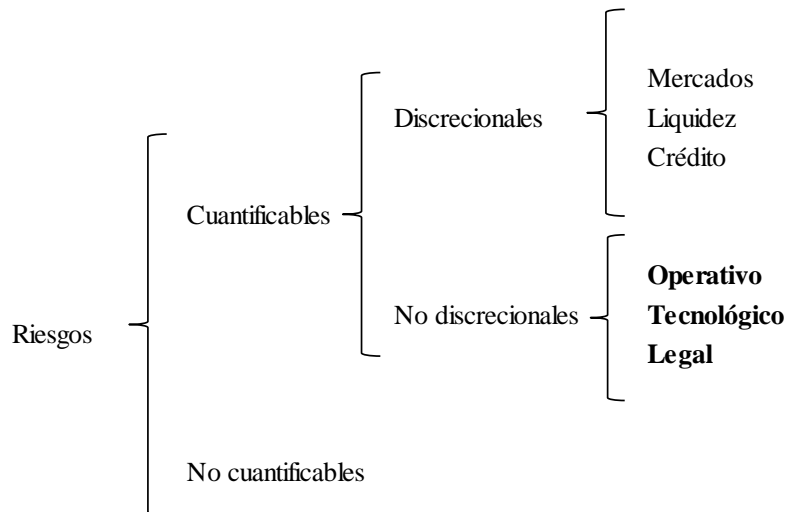 Mercados
Discrecionales
Liquidez
Crédito
Cuantificables
Operativo
No discrecionales
Tecnológico
Legal
Riesgos
No cuantificables